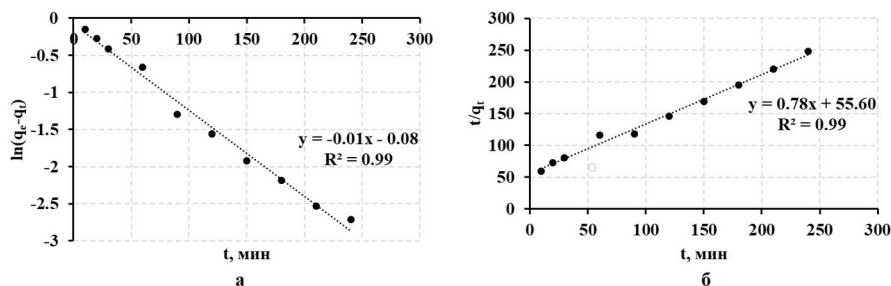 0
0 50 100 150 200 250 300
-0.5
-1
-1.5
-2
-2.5
-3
ln(qe-qt)
y = -0.01x - 0.08
R² = 0.99
t, мин
а
300
250
200
150
100
50
0
t/qt
y = 0.78x + 55.60
R² = 0.99
0 50 100 150 200 250 300
t, мин
б